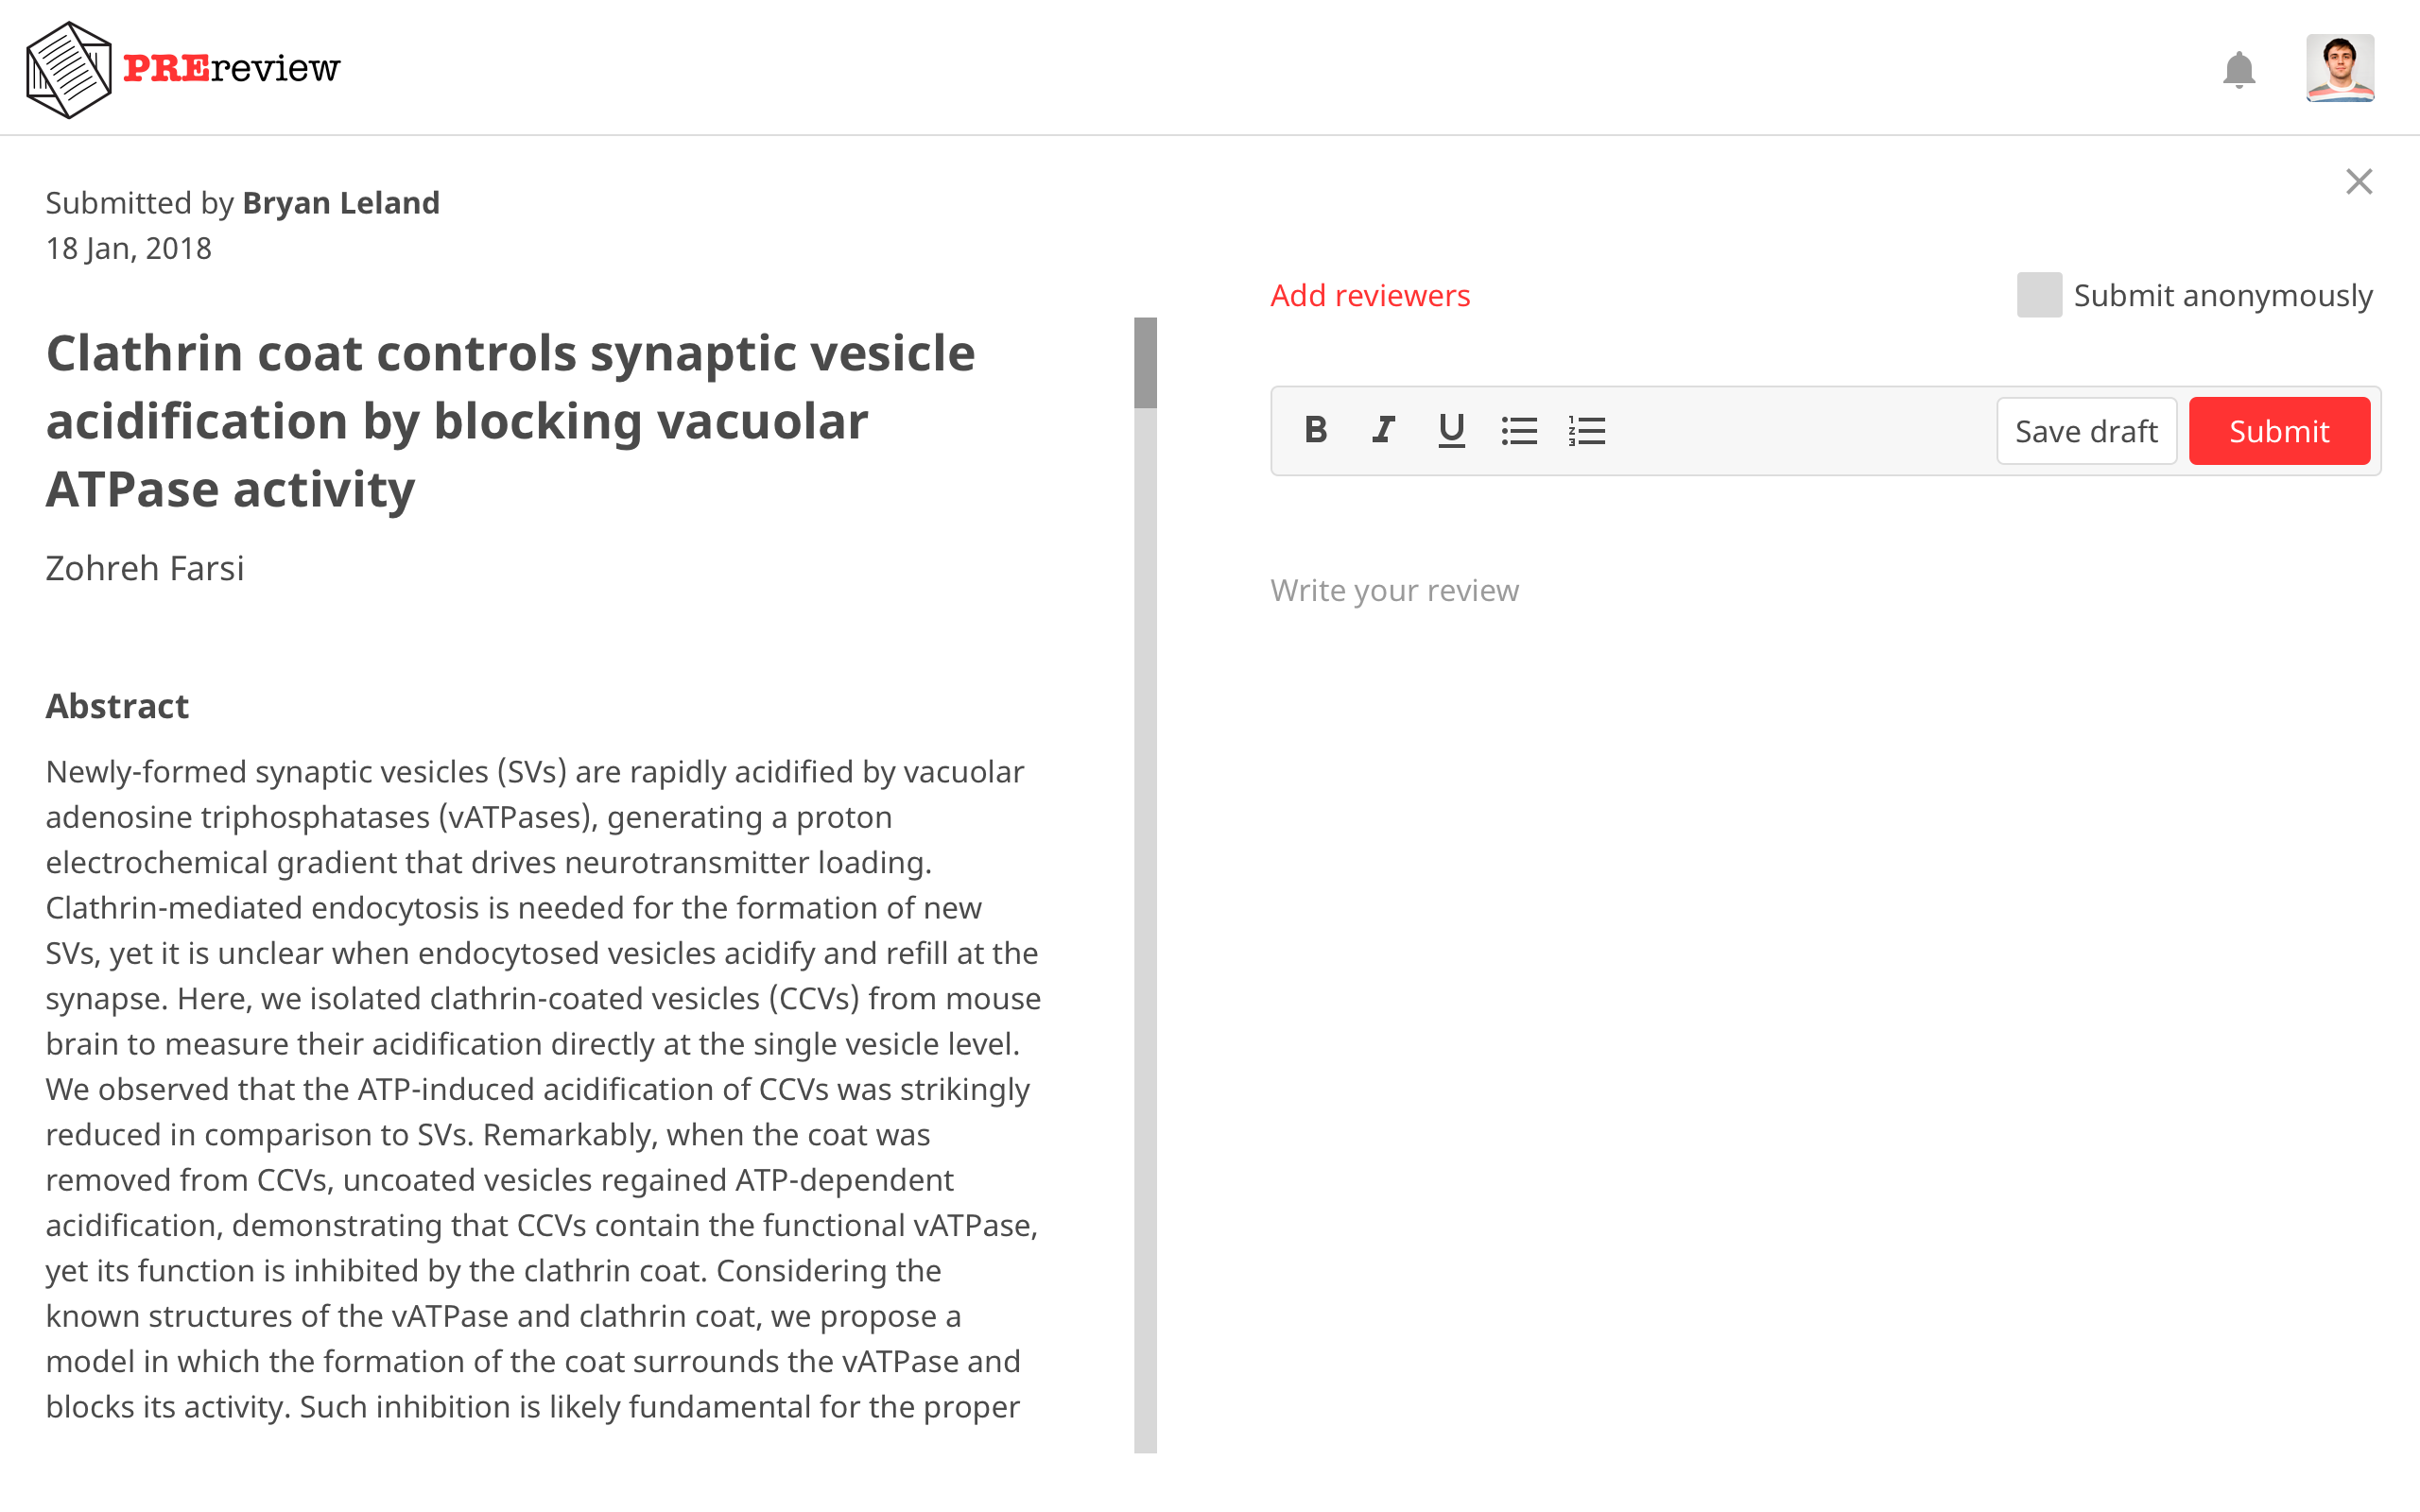 PREreview
Submitted by Bryan Leland
18 Jan, 2018
Clathrin coat controls synaptic vesicle
acidification by blocking vacuolar
ATPase activity
Zohreh Farsi
Abstract
Newly-formed synaptic vesicles (SVs) are rapidly acidified by vacuolar
adenosine triphosphatases (vATPases), generating a proton
electrochemical gradient that drives neurotransmitter loading.
Clathrin-mediated endocytosis is needed for the formation of new
SVs, yet it is unclear when endocytosed vesicles acidify and refill at the
synapse. Here, we isolated clathrin-coated vesicles (CCVs) from mouse
brain to measure their acidification directly at the single vesicle level.
We observed that the ATP-induced acidification of CCVs was strikingly
reduced in comparison to SVs. Remarkably, when the coat was
removed from CCVs, uncoated vesicles regained ATP-dependent
acidification, demonstrating that CCVs contain the functional vATPase,
yet its function is inhibited by the clathrin coat. Considering the
known structures of the vATPase and clathrin coat, we propose a
model in which the formation of the coat surrounds the vATPase and
blocks its activity. Such inhibition is likely fundamental for the proper
Add reviewers
Submit anonymously
B I U
Save draft
Submit
Write your review